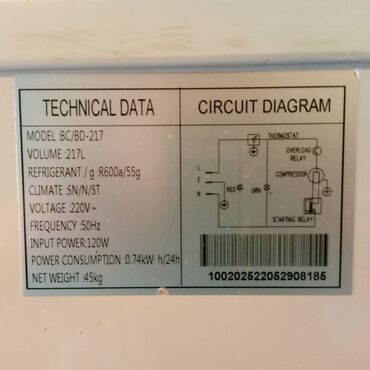 TECHNICAL DATA
MODEL :BC/BD-217
VOLUME :217L
REFRIGERANT / g :R600a/55g
CLIMATE :SN/N/ST
VOLTAGE :220V~
FREQUENCY :50Hz
INPUT POWER:120W
POWER CONSUMPTION :0.74kW·h/24h
NET WEIGHT :45kg
CIRCUIT DIAGRAM
THERMOSTAT
OVERLOAD
RELAY
COMPRESSOR
L
E
N
RED
GRN
STARTING RELAY
100202522052908185